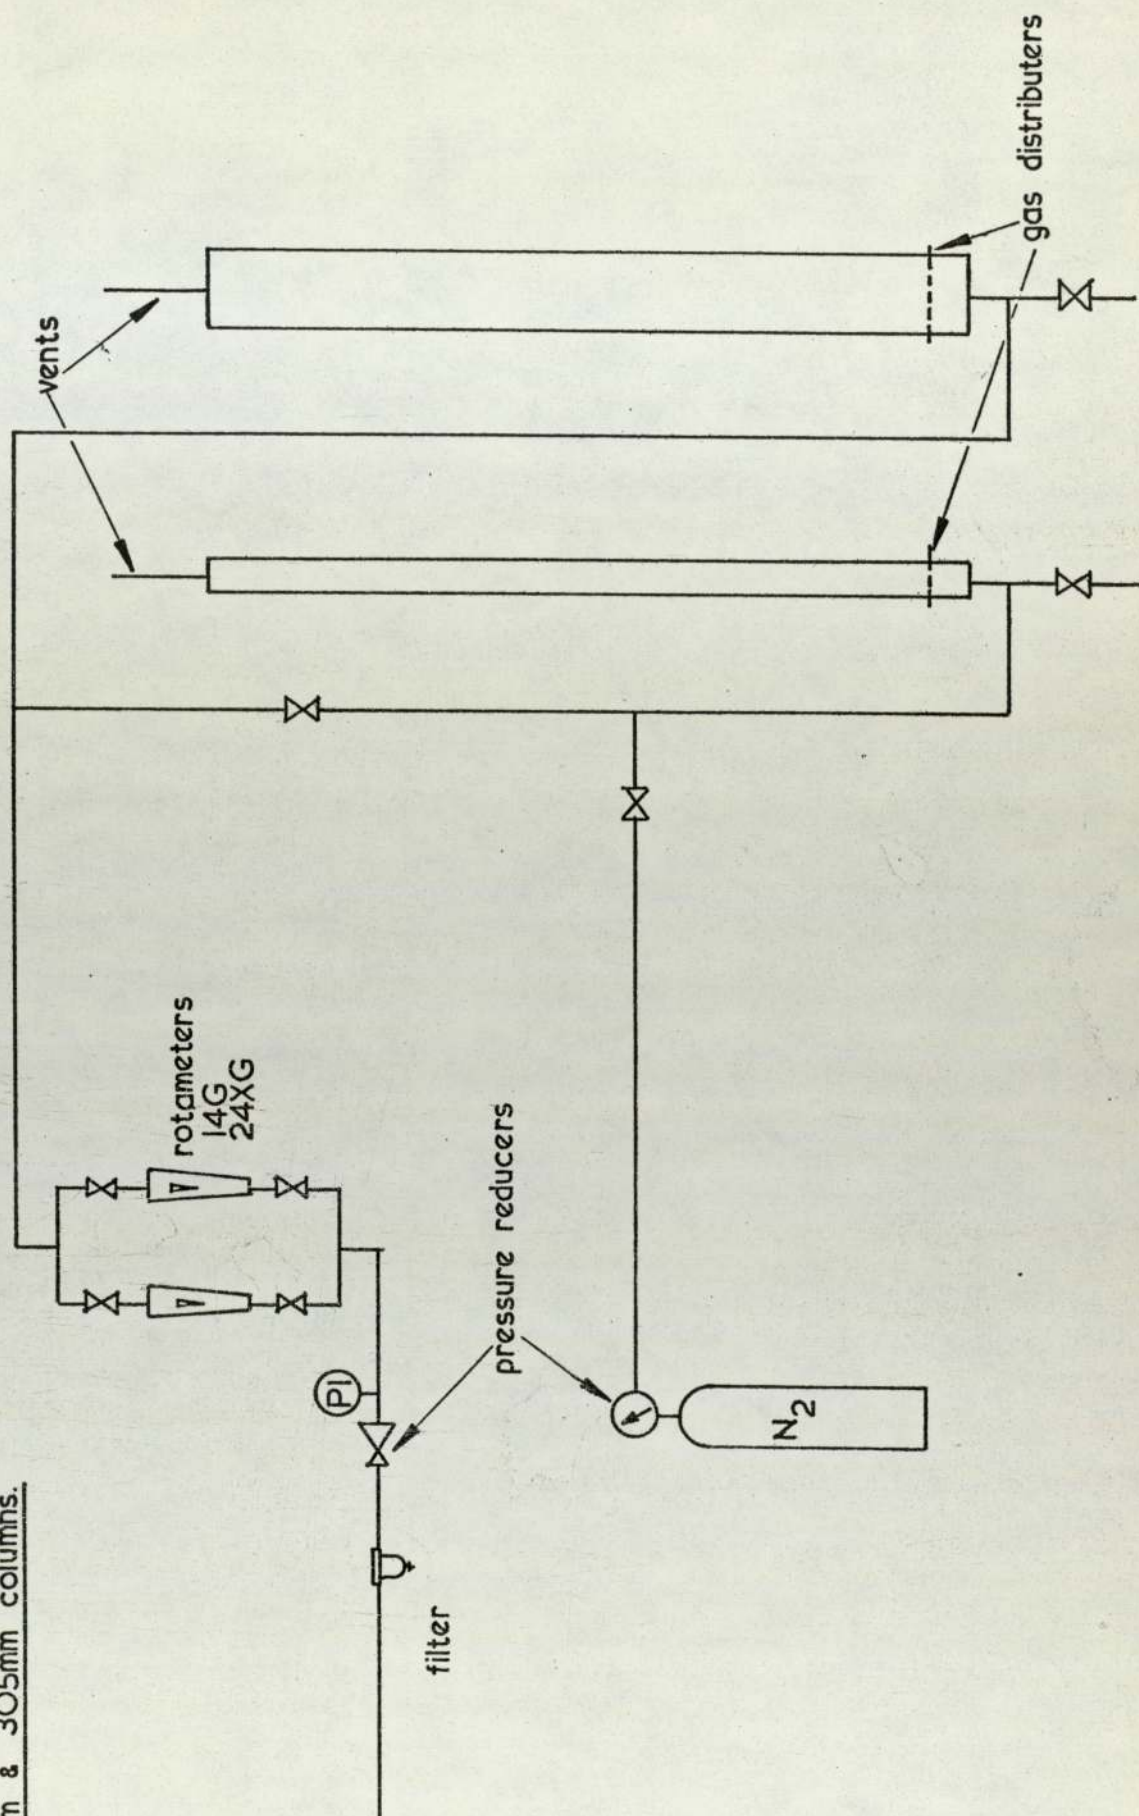 & 305mm columns.
vents
gas distributers
rotameters
14G
24XG
pressure reducers
PI
N2
filter